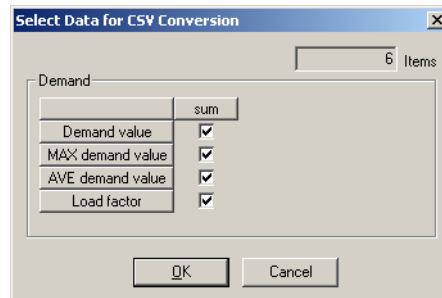 Select Data for CSV Conversion
6 Items
Demand
sum
Demand value
MAX demand value
AVE demand value
Load factor
OK Cancel